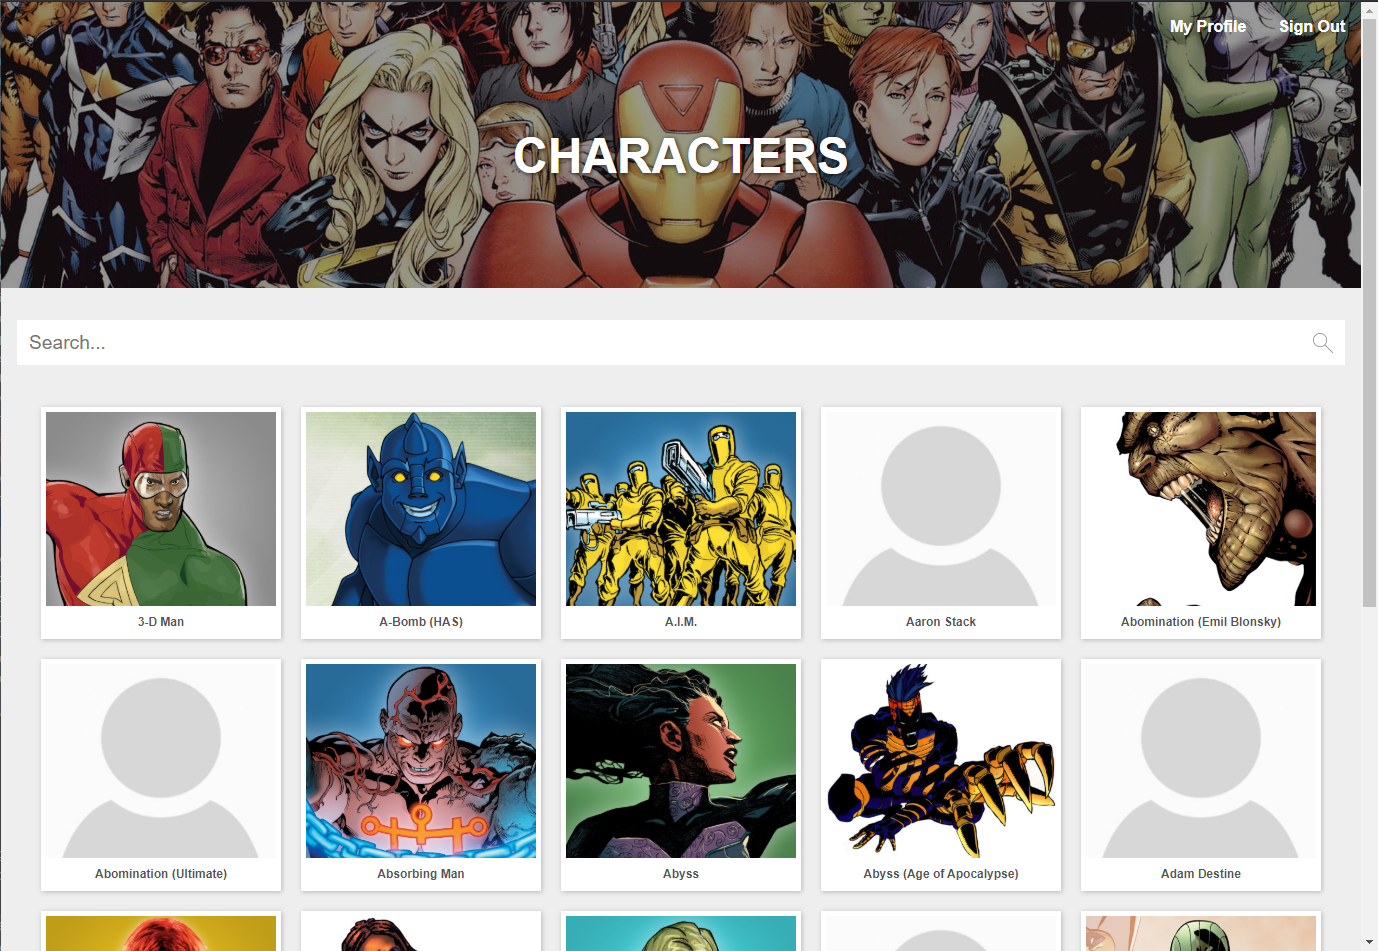 My Profile
Sign Out
CHARACTERS
Search...
3-D Man
A-Bomb (HAS)
A.I.M.
Aaron Stack
Abomination (Emil Blonsky)
Abomination (Ultimate)
Absorbing Man
Abyss
Abyss (Age of Apocalypse)
Adam Destine